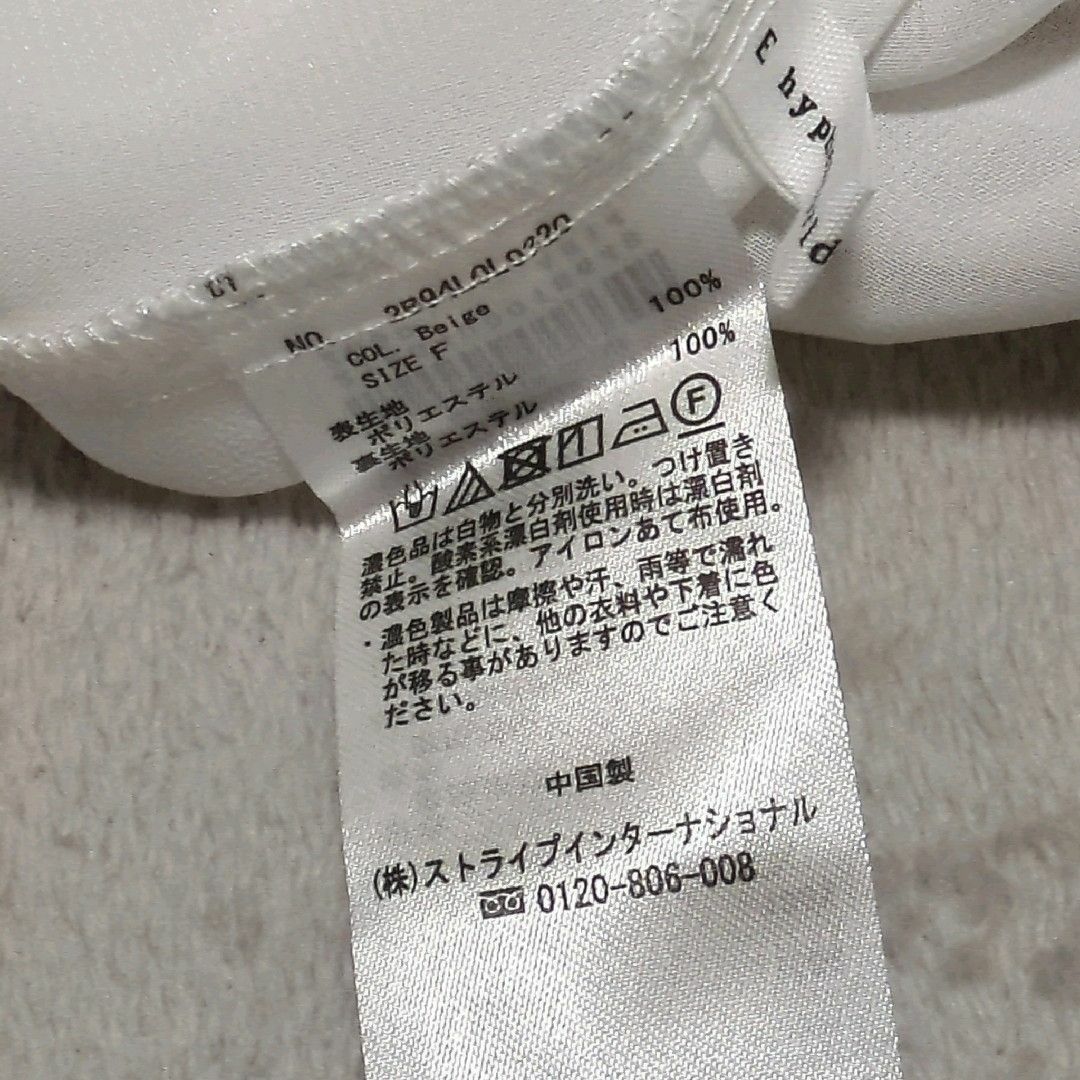 E hyp
NO.
COL. Beige
SIZE F
表生地
ポリエステル 100%
裏生地
ポリエステル 100%
F
濃色品は白物と分別洗い。つけ置き
禁止。酸素系漂白剤使用時は漂白剤
の表示を確認。アイロンあて布使用。
・濃色製品は摩擦や汗、雨等で濡れ
た時などに、他の衣料や下着に色
が移る事がありますのでご注意く
ださい。
中国製
(株)ストライプインターナショナル
0120-806-008